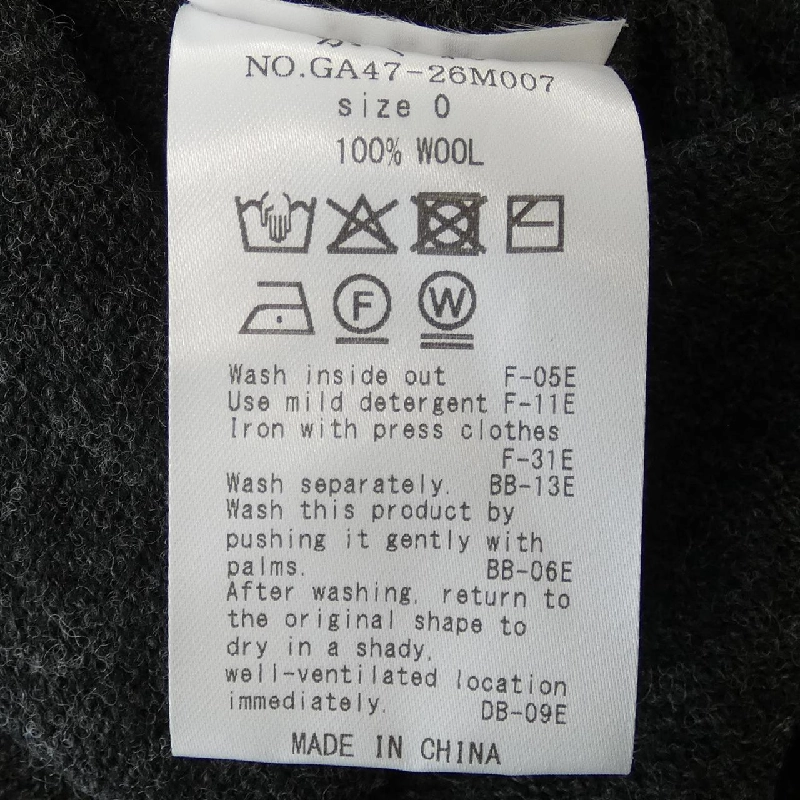 NO.GA47-26M007
size 0
100% WOOL
F
W
Wash inside out F-05E
Use mild detergent F-11E
Iron with press clothes
F-31E
Wash separately. BB-13E
Wash this product by
pushing it gently with
palms. BB-06E
After washing, return to
the original shape to
dry in a shady,
well-ventilated location
immediately. DB-09E
MADE IN CHINA